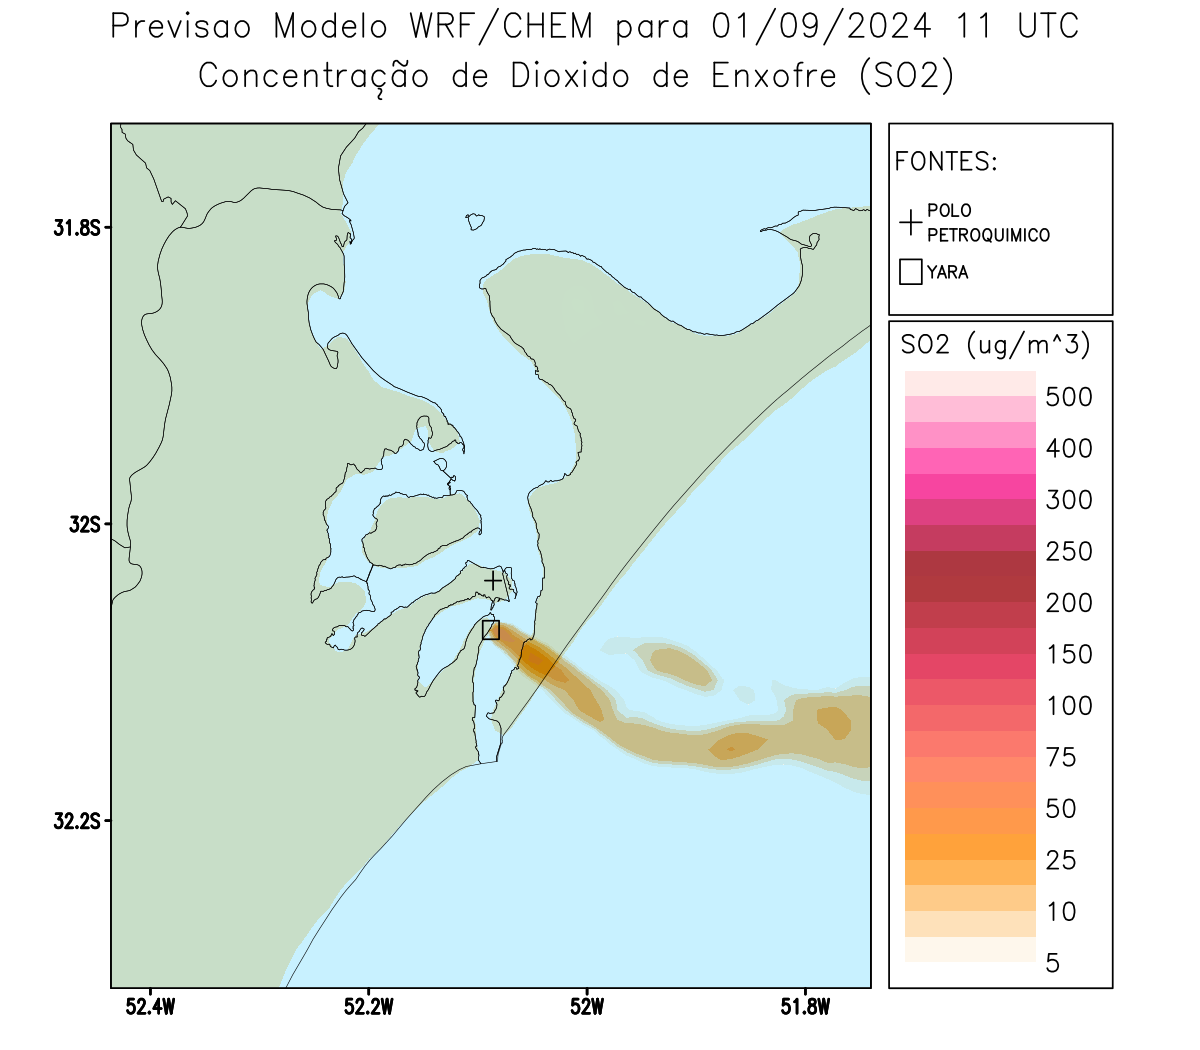 Previsao Modelo WRF/CHEM para 01/09/2024 11 UTC
Concentração de Dioxido de Enxofre (SO2)
FONTES:
POLO
PETROQUIMICO
YARA
31.8S
32S
32.2S
52.4W
52.2W
52W
51.8W
SO2 (ug/m^3)
500
400
300
250
200
150
100
75
50
25
10
5